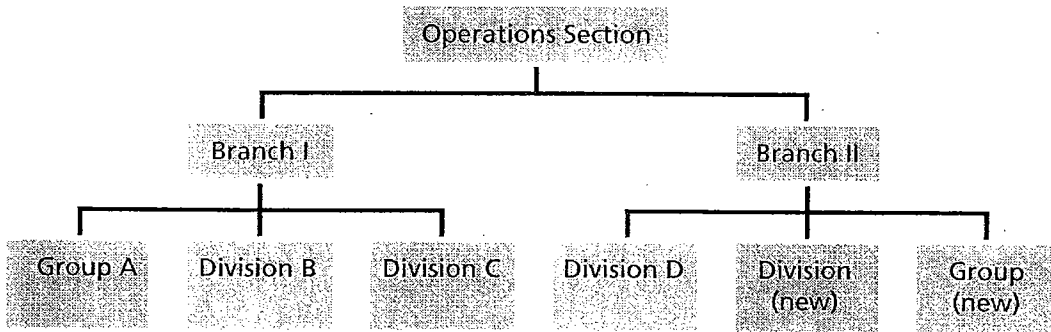 Operations Section
Branch I
Branch II
Group A
Division B
Division C
Division D
Division
(new)
Group
(new)